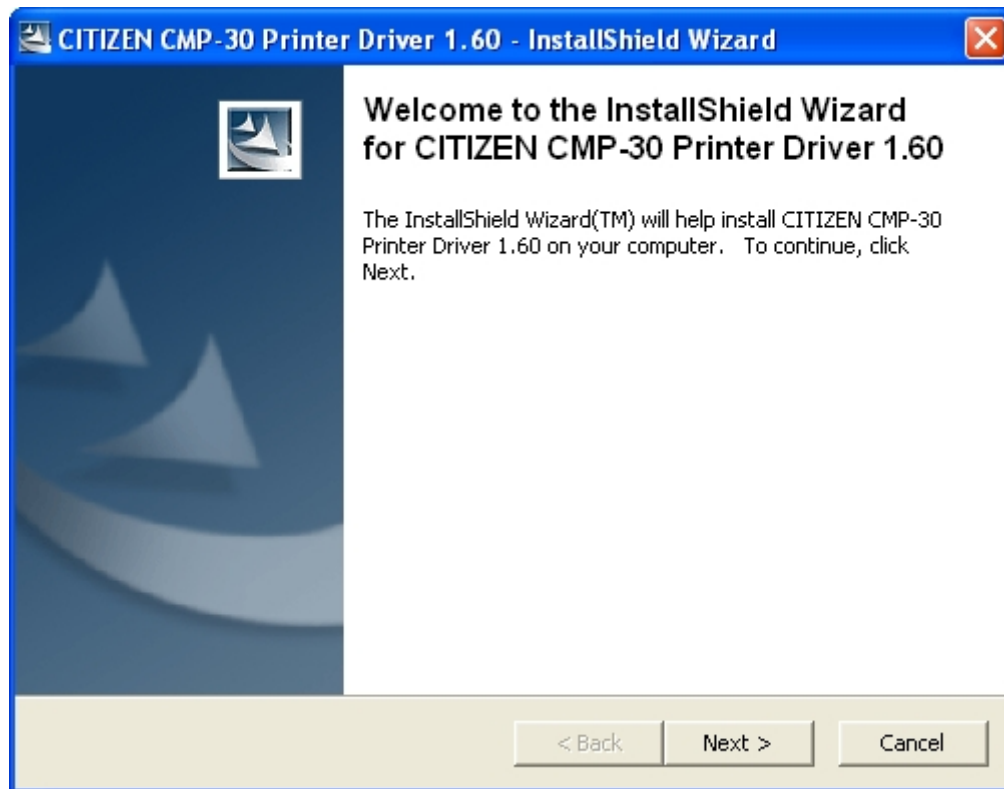 CITIZEN CMP-30 Printer Driver 1.60 - InstallShield Wizard
Welcome to the InstallShield Wizard
for CITIZEN CMP-30 Printer Driver 1.60
The InstallShield Wizard(TM) will help install CITIZEN CMP-30
Printer Driver 1.60 on your computer. To continue, click
Next.
< Back Next > Cancel